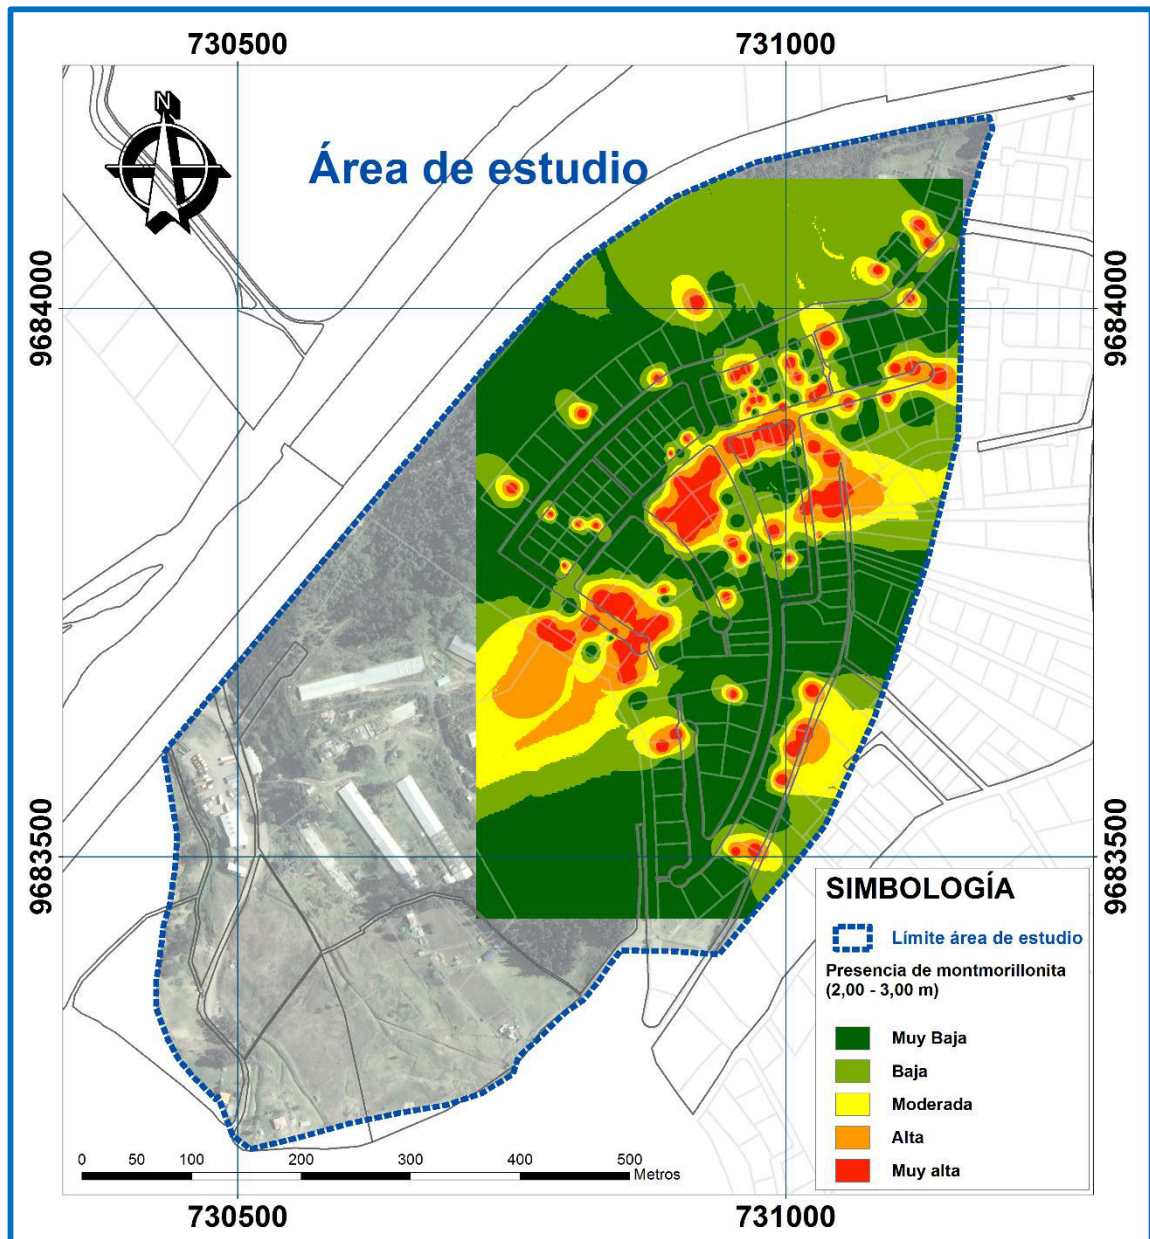 730500
731000
N
Área de estudio
9684000
9684000
9683500
9683500
SIMBOLOGÍA
Límite área de estudio
Presencia de montmorillonita
(2,00 - 3,00 m)
Muy Baja
Baja
Moderada
Alta
Muy alta
0 50 100 200 300 400 500
Metros
730500
731000